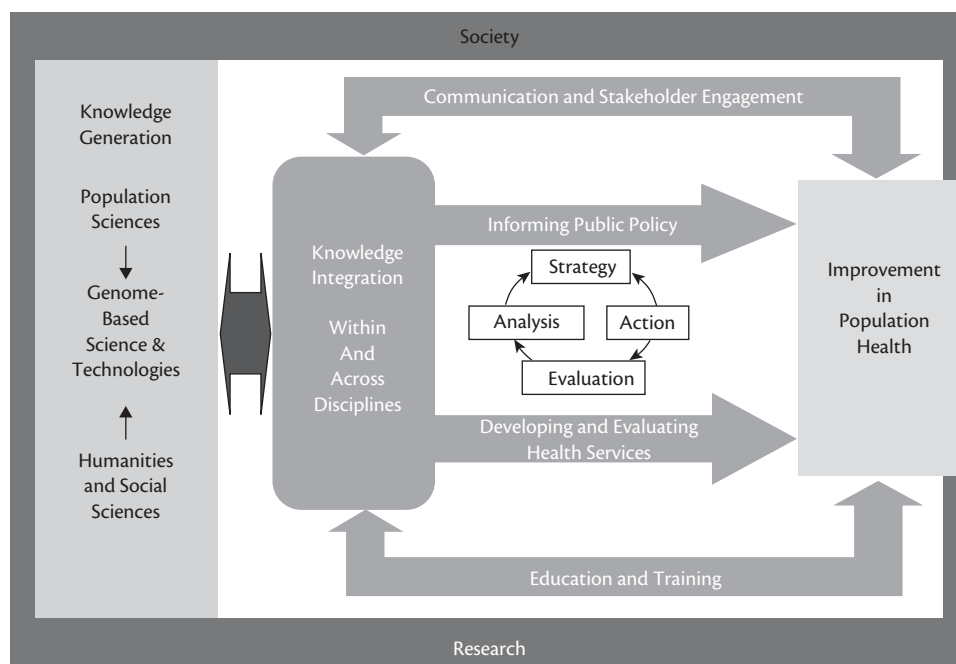 Society
Knowledge
Generation
Population
Sciences
Genome-
Based
Science &
Technologies
Humanities
and Social
Sciences
Communication and Stakeholder Engagement
Knowledge
Integration
Within
And
Across
Disciplines
Informing Public Policy
Strategy
Analysis
Action
Evaluation
Developing and Evaluating
Health Services
Improvement
in
Population
Health
Education and Training
Research